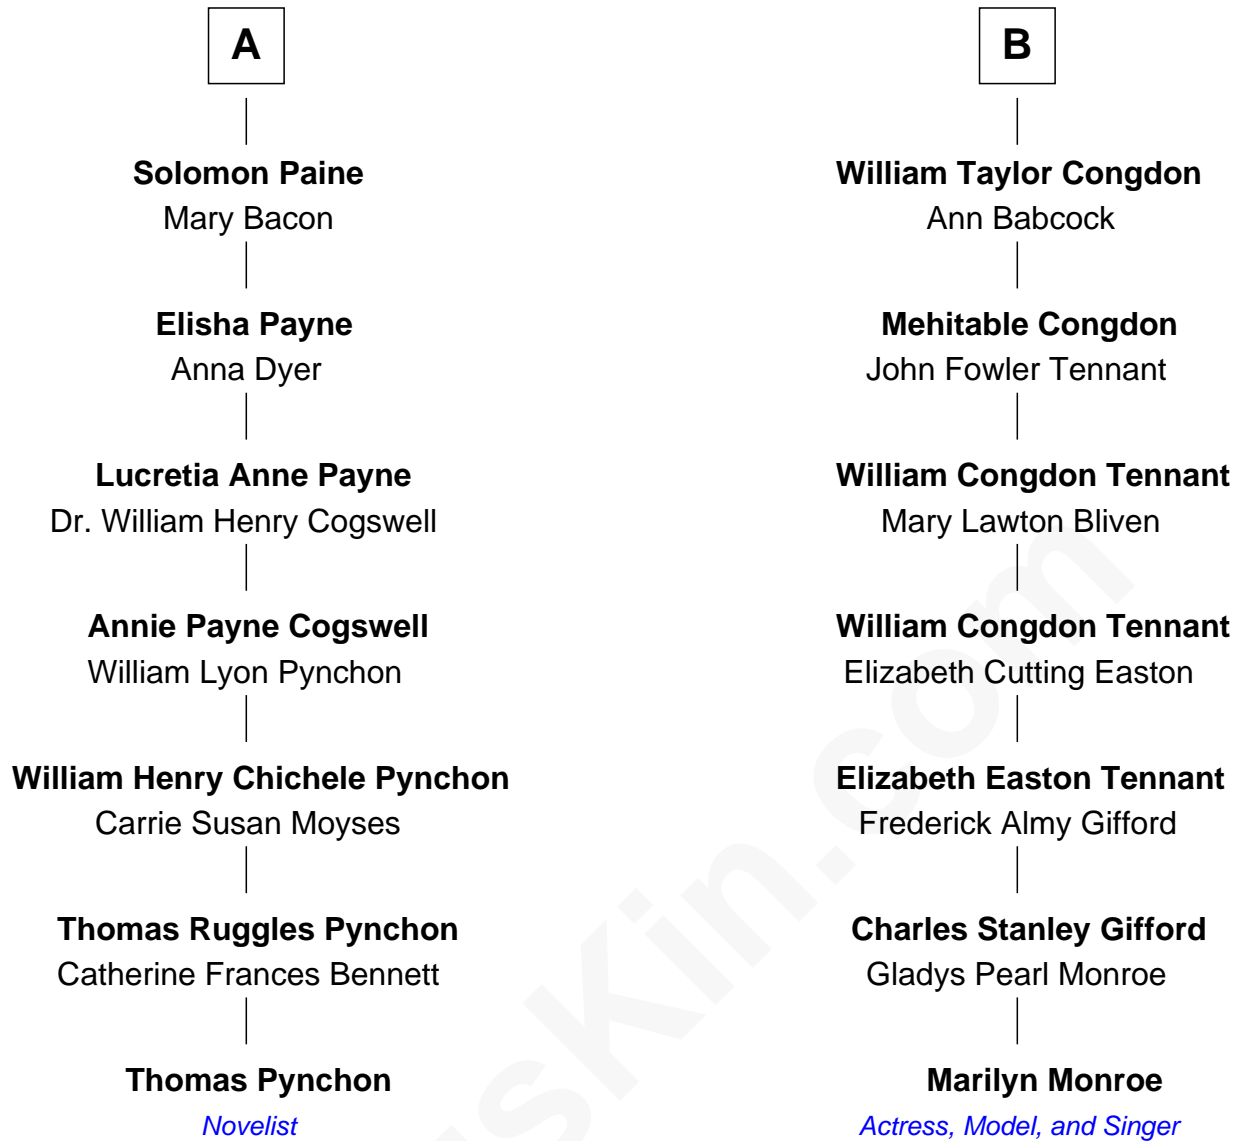 A
B
Solomon Paine
Mary Bacon
William Taylor Congdon
Ann Babcock
Elisha Payne
Anna Dyer
Mehitable Congdon
John Fowler Tennant
Lucretia Anne Payne
Dr. William Henry Cogswell
William Congdon Tennant
Mary Lawton Bliven
Annie Payne Cogswell
William Lyon Pynchon
William Congdon Tennant
Elizabeth Cutting Easton
William Henry Chichele Pynchon
Carrie Susan Moyses
Elizabeth Easton Tennant
Frederick Almy Gifford
Thomas Ruggles Pynchon
Catherine Frances Bennett
Charles Stanley Gifford
Gladys Pearl Monroe
Thomas Pynchon
Novelist
Marilyn Monroe
Actress, Model, and Singer